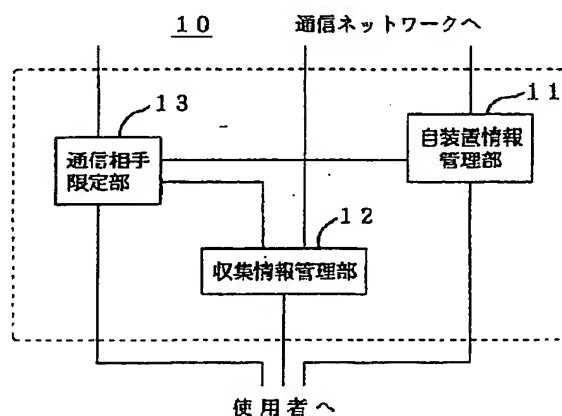 10
通信ネットワークへ
13
11
通信相手
限定部
自装置情報
管理部
12
収集情報管理部
使用者へ